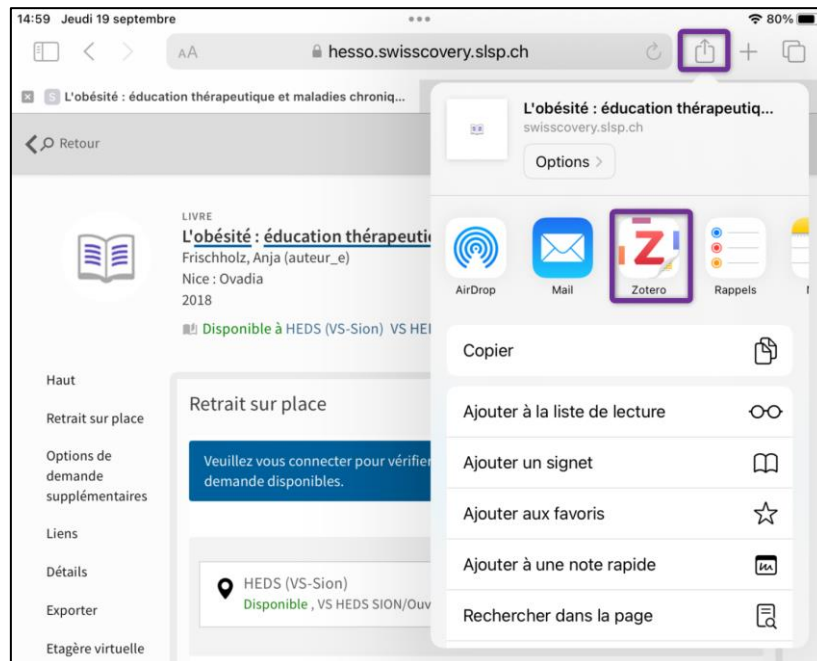 14:59 Jeudi 19 septembre
80%
AA
hesso.swisscovery.slsp.ch
L'obésité : éducation thérapeutique et maladies chroniq...
Retour
LIVRE
L'obésité : éducation thérapeuti
Frischholz, Anja (auteur_e)
Nice : Ovadia
2018
Disponible à HEDS (VS-Sion) VS HE
Haut
Retrait sur place
Options de
demande
supplémentaires
Liens
Détails
Exporter
Etagère virtuelle
Retrait sur place
Veuillez vous connecter pour vérifier
demande disponibles.
HEDS (VS-Sion)
Disponible , VS HEDS SION/Ouv
L'obésité : éducation thérapeutiq...
swisscovery.slsp.ch
Options
AirDrop
Mail
Z
Zotero
Rappels
Copier
Ajouter à la liste de lecture
Ajouter un signet
Ajouter aux favoris
Ajouter à une note rapide
Rechercher dans la page